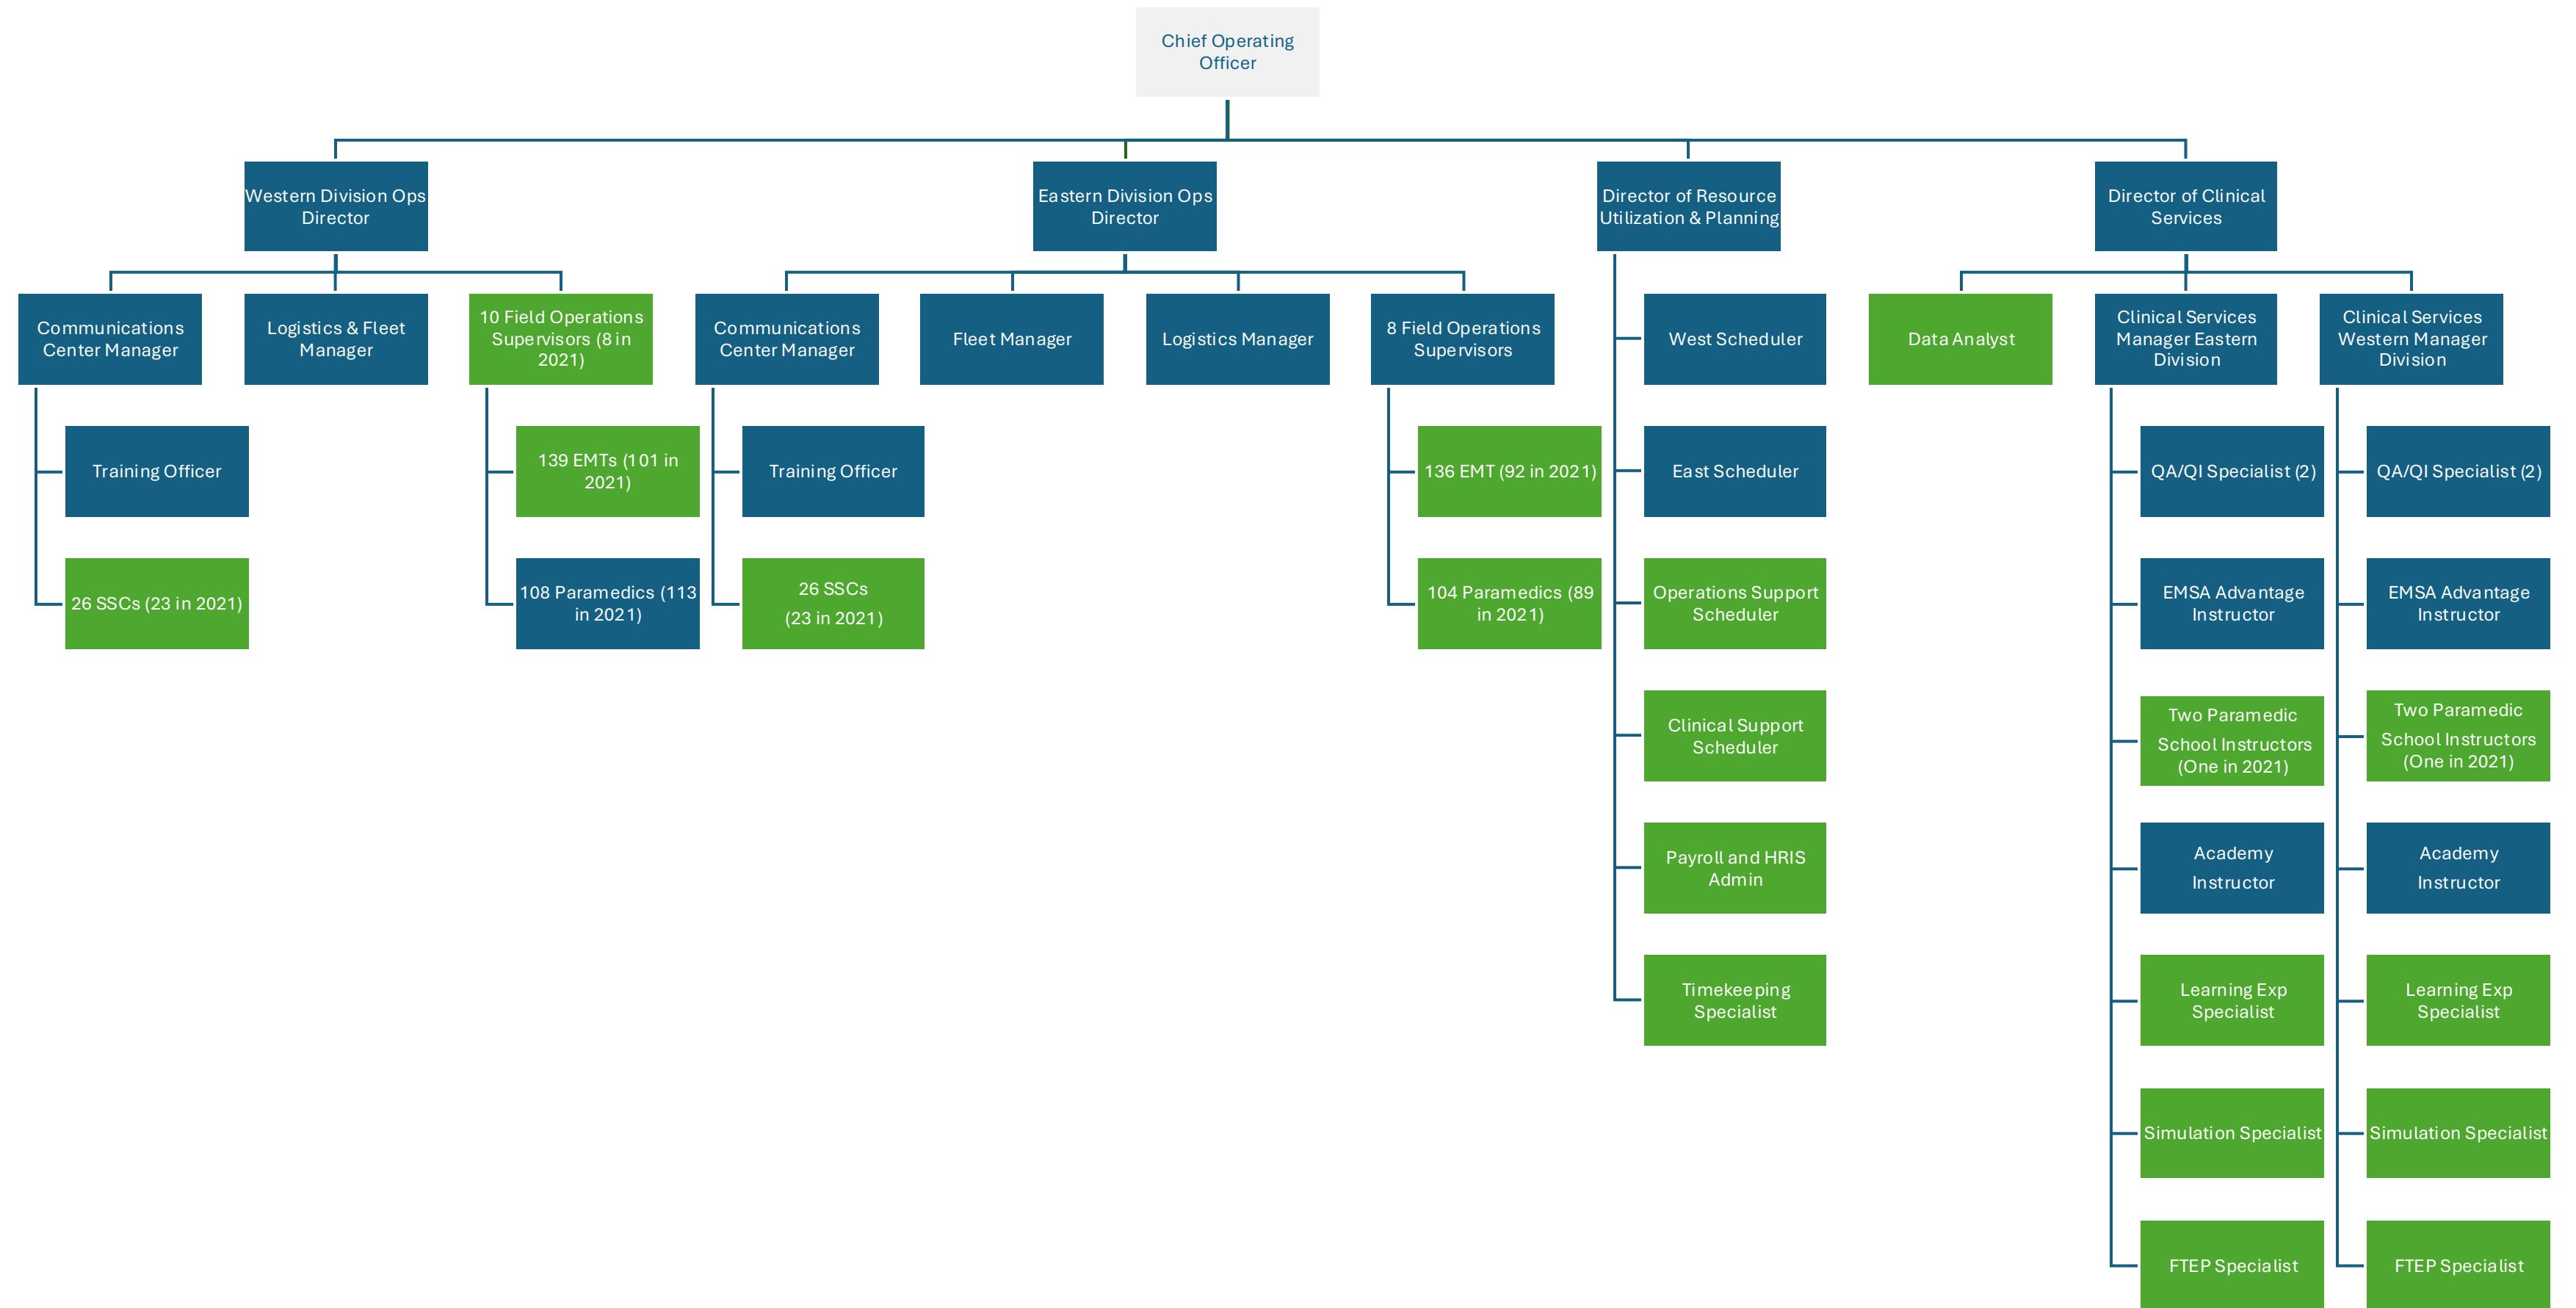 Chief Operating
Officer
Western Division Ops
Director
Eastern Division Ops
Director
Director of Resource
Utilization & Planning
Director of Clinical
Services
Communications
Center Manager
Logistics & Fleet
Manager
10 Field Operations
Supervisors (8 in
2021)
Communications
Center Manager
Fleet Manager
Logistics Manager
8 Field Operations
Supervisors
West Scheduler
Data Analyst
Clinical Services
Manager Eastern
Division
Clinical Services
Western Manager
Division
Training Officer
139 EMTs (101 in
2021)
Training Officer
136 EMT (92 in 2021)
East Scheduler
QA/QI Specialist (2)
QA/QI Specialist (2)
26 SSCs (23 in 2021)
108 Paramedics (113
in 2021)
26 SSCs
(23 in 2021)
104 Paramedics (89
in 2021)
Operations Support
Scheduler
EMSA Advantage
Instructor
EMSA Advantage
Instructor
Clinical Support
Scheduler
Two Paramedic
School Instructors
(One in 2021)
Two Paramedic
School Instructors
(One in 2021)
Payroll and HRIS
Admin
Academy
Instructor
Academy
Instructor
Timekeeping
Specialist
Learning Exp
Specialist
Learning Exp
Specialist
Simulation Specialist
Simulation Specialist
FTEP Specialist
FTEP Specialist